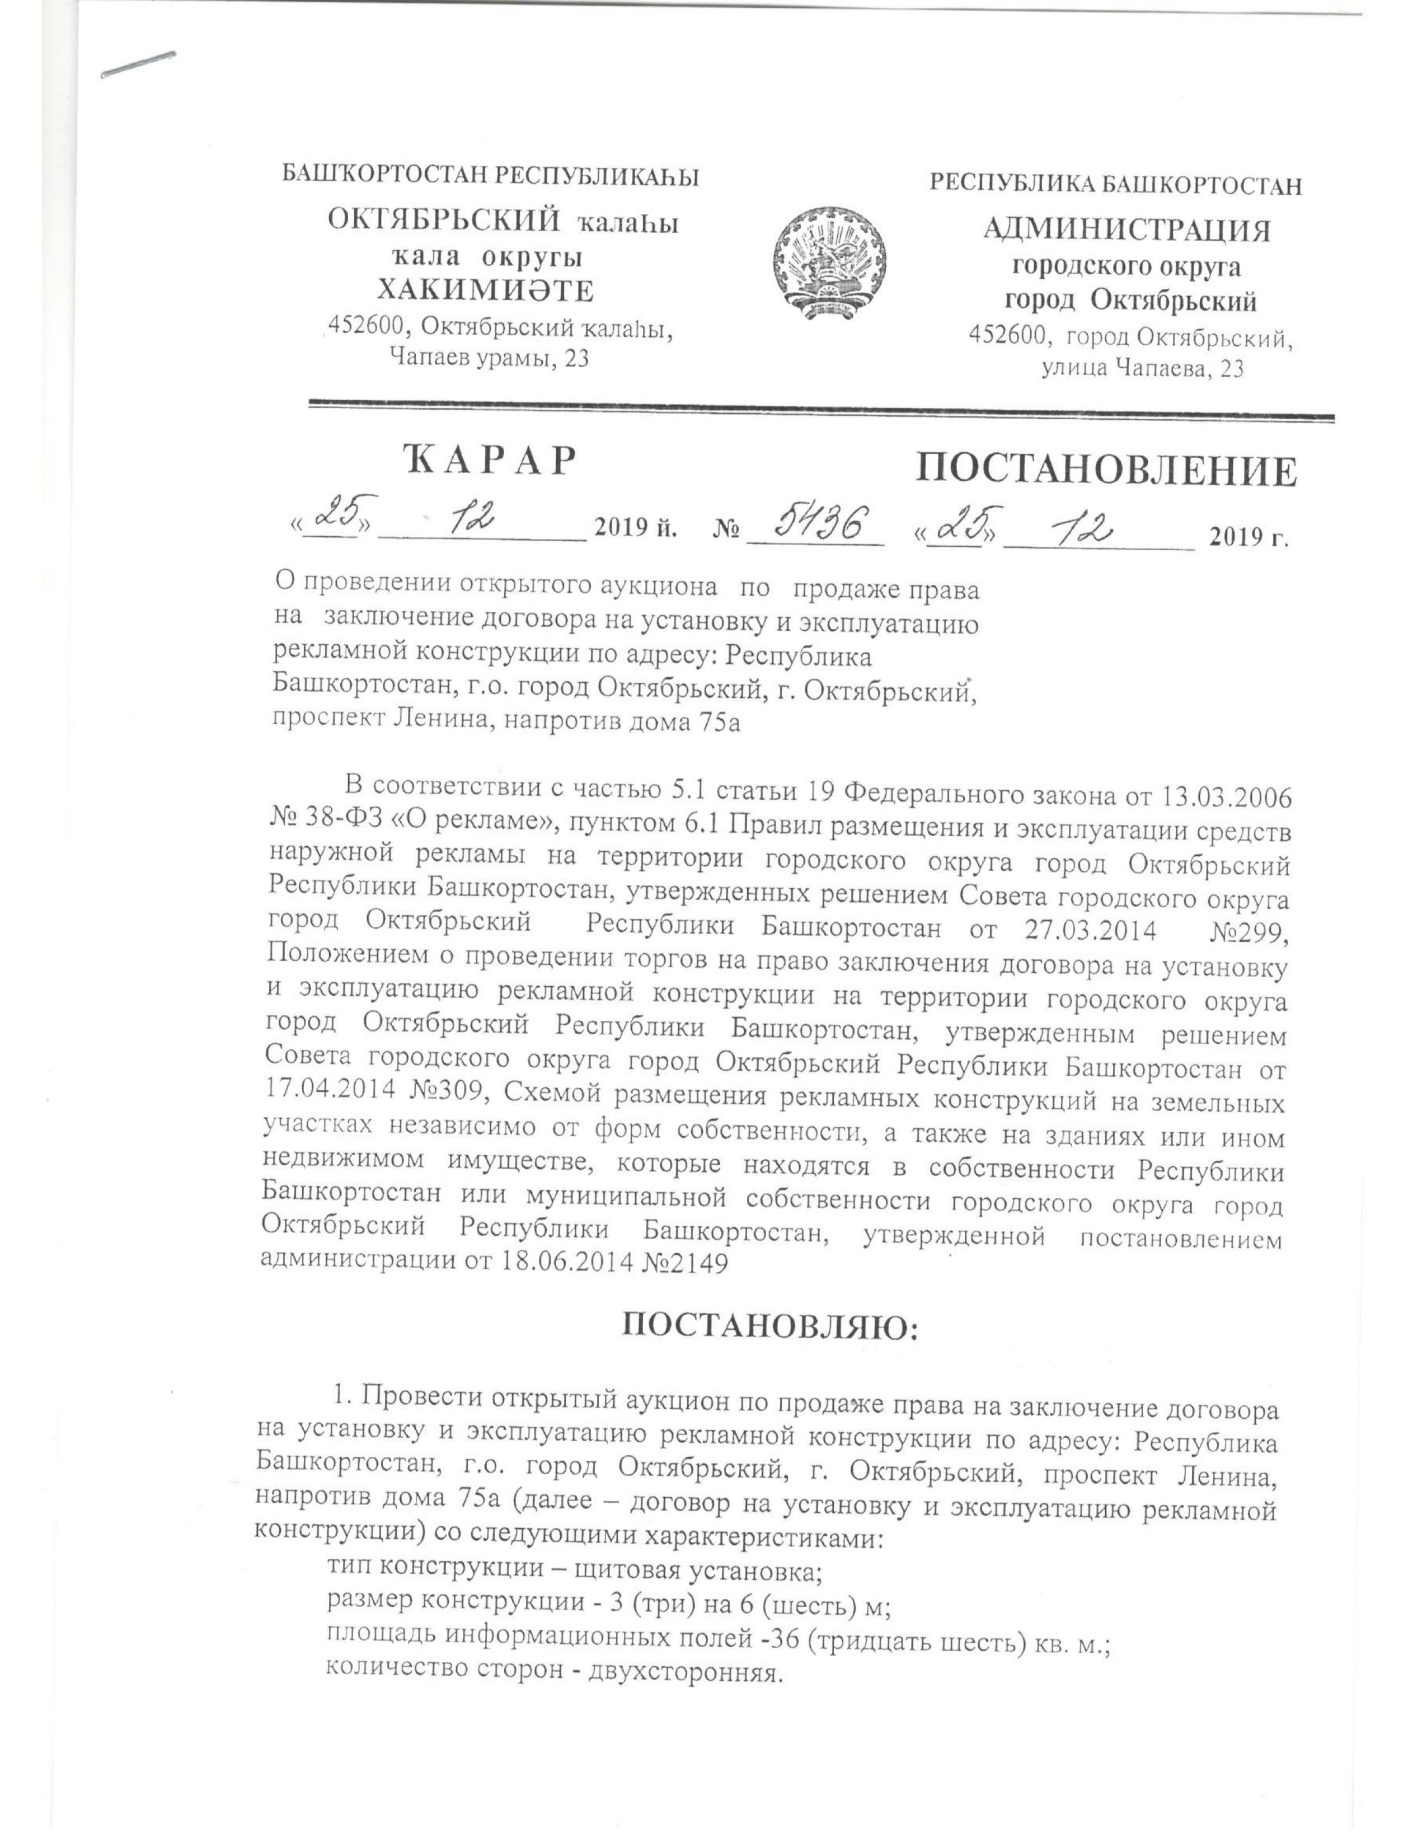 БАШҠОРТОСТАН РЕСПУБЛИКАҺЫ
ОКТЯБРЬСКИЙ ҡалаһы
ҡала округы
ХАКИМИӘТЕ
452600, Октябрьский ҡалаһы,
Чапаев урамы, 23
РЕСПУБЛИКА БАШКОРТОСТАН
АДМИНИСТРАЦИЯ
городского округа
город Октябрьский
452600, город Октябрьский,
улица Чапаева, 23
ҠАРАР
ПОСТАНОВЛЕНИЕ
«25» 12 2019 й. № 5436 «25» 12 2019 г.
О проведении открытого аукциона по продаже права
на заключение договора на установку и эксплуатацию
рекламной конструкции по адресу: Республика
Башкортостан, г.о. город Октябрьский, г. Октябрьский,
проспект Ленина, напротив дома 75а
В соответствии с частью 5.1 статьи 19 Федерального закона от 13.03.2006
№ 38-ФЗ «О рекламе», пунктом 6.1 Правил размещения и эксплуатации средств
наружной рекламы на территории городского округа город Октябрьский
Республики Башкортостан, утвержденных решением Совета городского округа
город Октябрьский Республики Башкортостан от 27.03.2014 №299,
Положением о проведении торгов на право заключения договора на установку
и эксплуатацию рекламной конструкции на территории городского округа
город Октябрьский Республики Башкортостан, утвержденным решением
Совета городского округа город Октябрьский Республики Башкортостан от
17.04.2014 №309, Схемой размещения рекламных конструкций на земельных
участках независимо от форм собственности, а также на зданиях или ином
недвижимом имуществе, которые находятся в собственности Республики
Башкортостан или муниципальной собственности городского округа город
Октябрьский Республики Башкортостан, утвержденной постановлением
администрации от 18.06.2014 №2149
ПОСТАНОВЛЯЮ:
1. Провести открытый аукцион по продаже права на заключение договора
на установку и эксплуатацию рекламной конструкции по адресу: Республика
Башкортостан, г.о. город Октябрьский, г. Октябрьский, проспект Ленина,
напротив дома 75а (далее – договор на установку и эксплуатацию рекламной
конструкции) со следующими характеристиками:
тип конструкции – щитовая установка;
размер конструкции - 3 (три) на 6 (шесть) м;
площадь информационных полей -36 (тридцать шесть) кв. м.;
количество сторон - двухсторонняя.